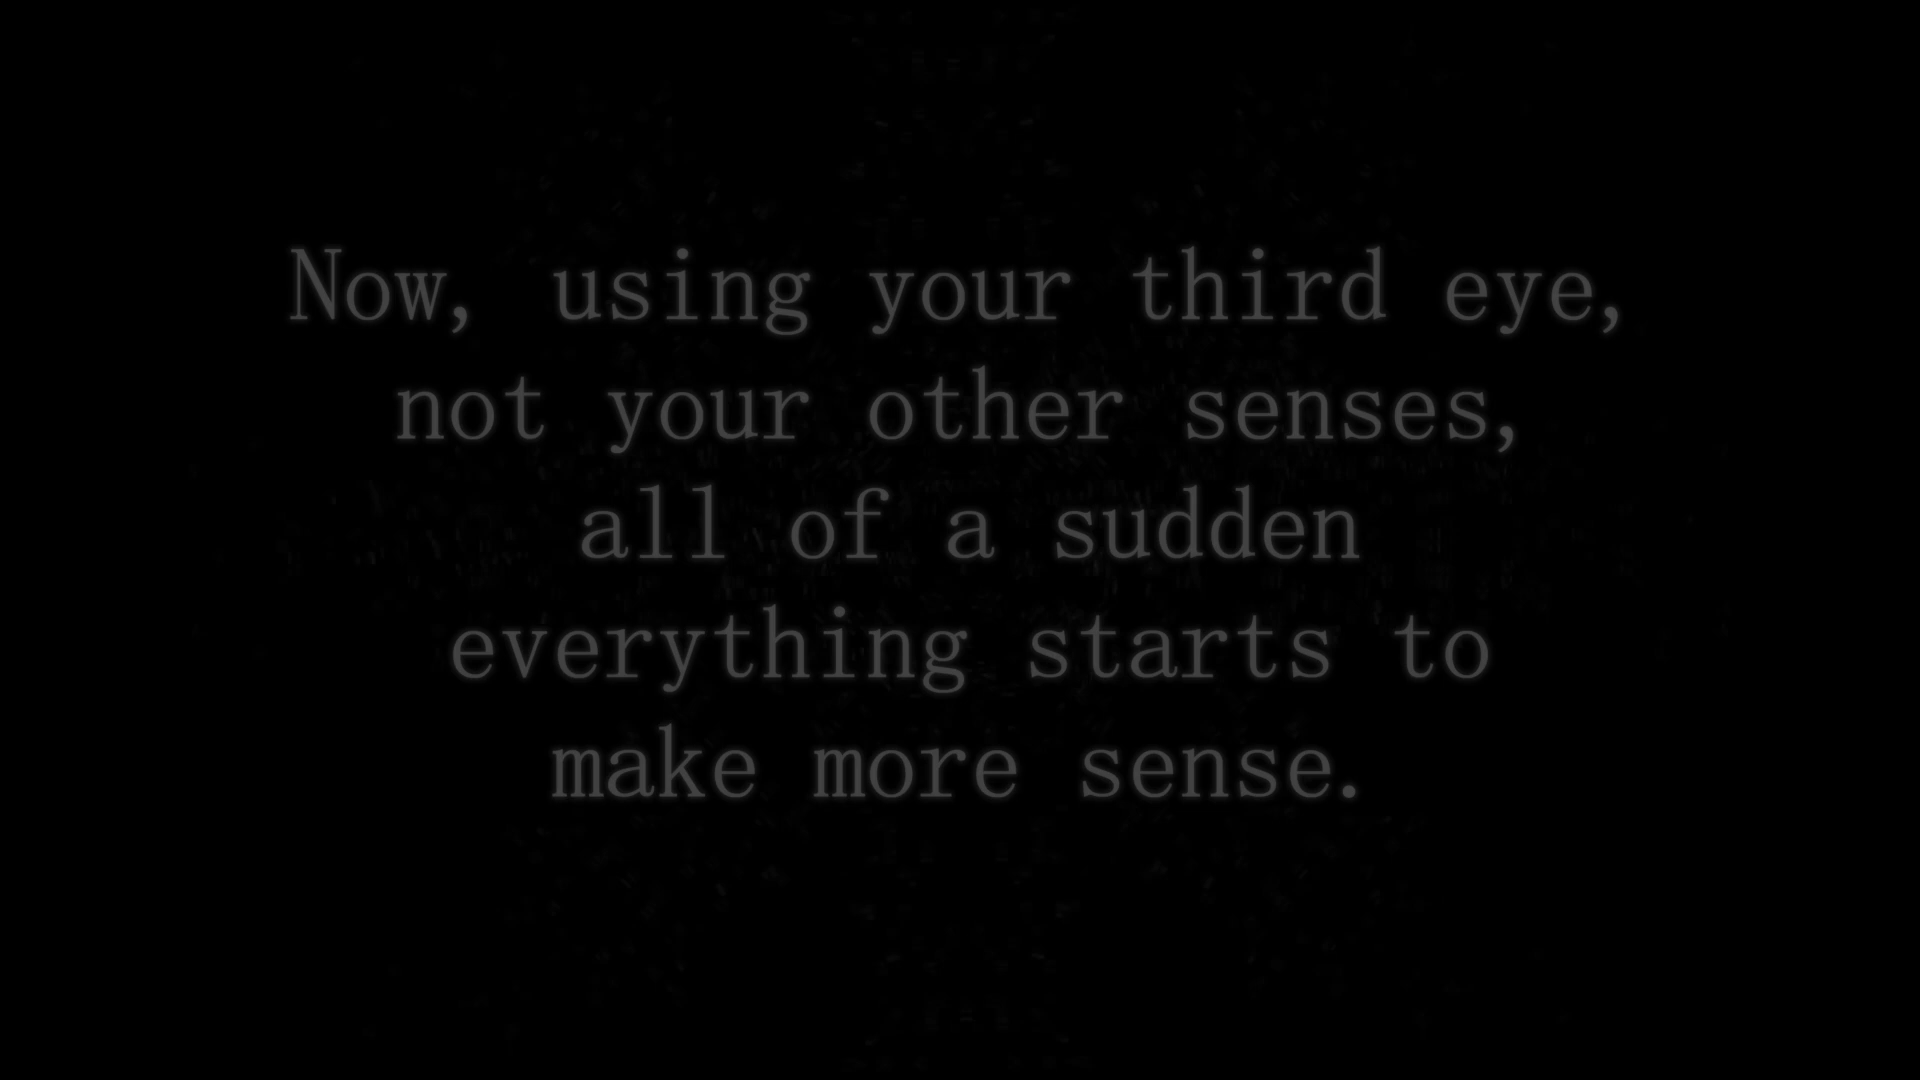 Now, using your third eye,
not your other senses,
all of a sudden
everything starts to
make more sense.